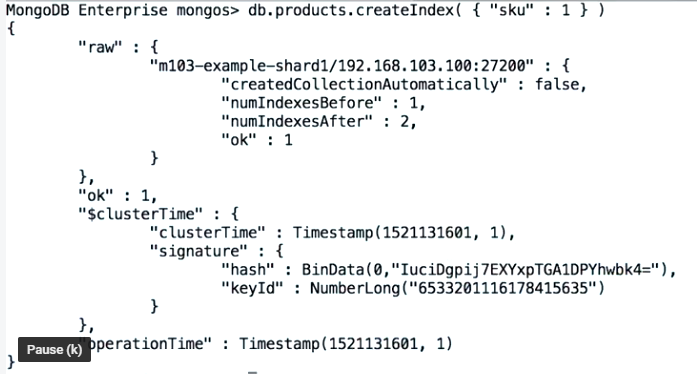 MongoDB Enterprise mongos> db.products.createIndex( { "sku" : 1 } )
{
"raw" : {
"m103-example-shard1/192.168.103.100:27200" : {
"createdCollectionAutomatically" : false,
"numIndexesBefore" : 1,
"numIndexesAfter" : 2,
"ok" : 1
}
},
"ok" : 1,
"$clusterTime" : {
"clusterTime" : Timestamp(1521131601, 1),
"signature" : {
"hash" : BinData(0,"IuciDgpij7EXYxpTGA1DPYhwbk4="),
"keyId" : NumberLong("6533201116178415635")
}
},
Pause (k)
operationTime" : Timestamp(1521131601, 1)
}